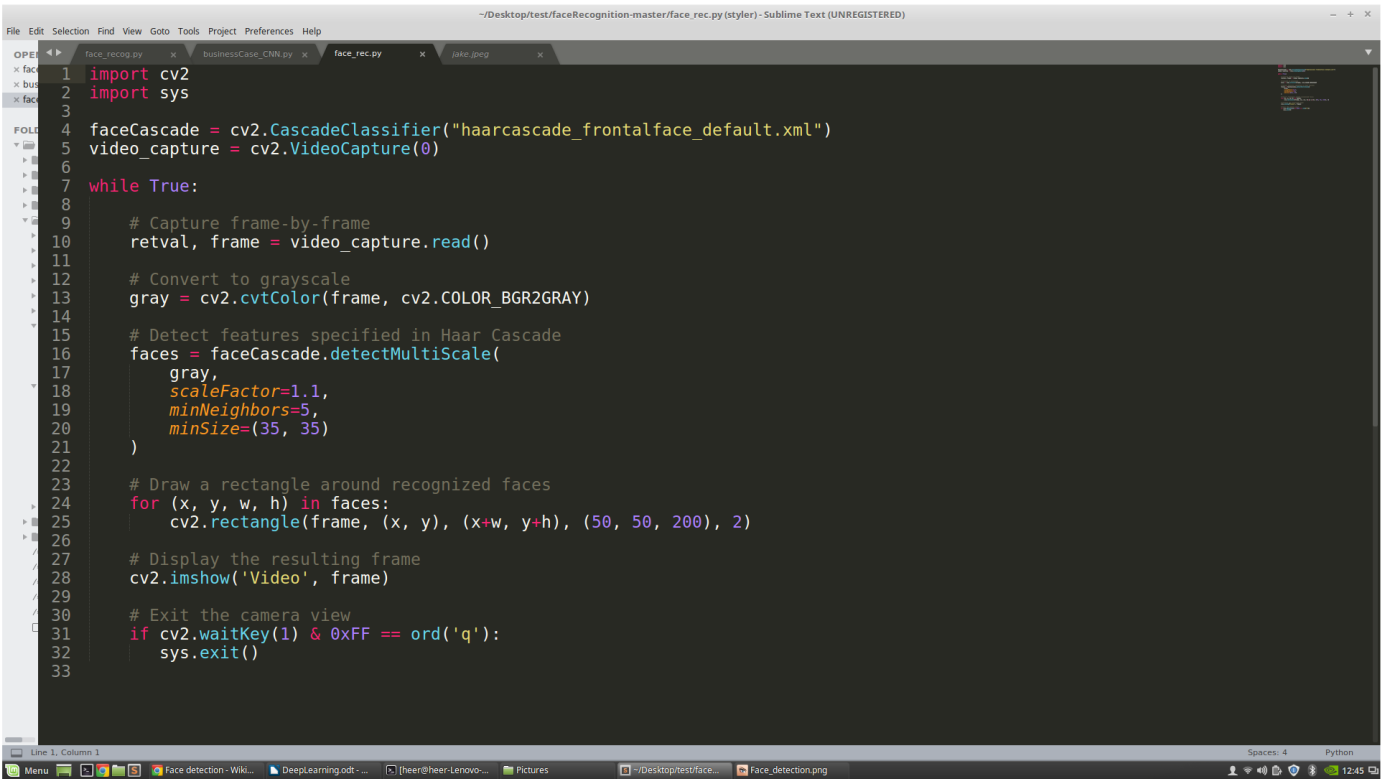 ~/Desktop/test/faceRecognition-master/face_rec.py (styler) - Sublime Text (UNREGISTERED)
File Edit Selection Find View Goto Tools Project Preferences Help
face_recog.py × businessCase_CNN.py × face_rec.py × jake.jpeg ×
OPE
× fac
× bus
× face
FOLD
1 import cv2
2 import sys
3
4 faceCascade = cv2.CascadeClassifier("haarcascade_frontalface_default.xml")
5 video_capture = cv2.VideoCapture(0)
6
7 while True:
8
9     # Capture frame-by-frame
10     retval, frame = video_capture.read()
11
12     # Convert to grayscale
13     gray = cv2.cvtColor(frame, cv2.COLOR_BGR2GRAY)
14
15     # Detect features specified in Haar Cascade
16     faces = faceCascade.detectMultiScale(
17         gray,
18         scaleFactor=1.1,
19         minNeighbors=5,
20         minSize=(35, 35)
21     )
22
23     # Draw a rectangle around recognized faces
24     for (x, y, w, h) in faces:
25         cv2.rectangle(frame, (x, y), (x+w, y+h), (50, 50, 200), 2)
26
27     # Display the resulting frame
28     cv2.imshow('Video', frame)
29
30     # Exit the camera view
31     if cv2.waitKey(1) & 0xFF == ord('q'):
32        sys.exit()
33
Line 1, Column 1 Spaces: 4 Python
Menu Face detection - Wiki... DeepLearning.odt - ... [heer@heer-Lenovo-... Pictures ~/Desktop/test/face... Face_detection.png 12:45